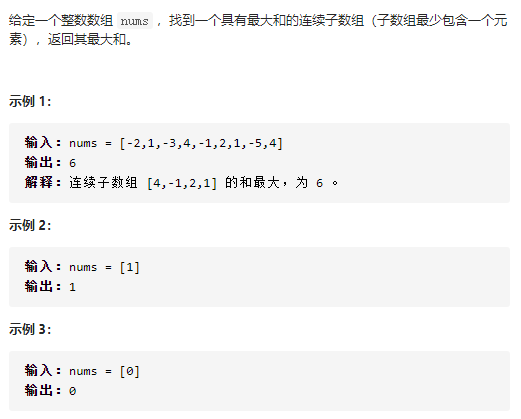 给定一个整数数组 nums ，找到一个具有最大和的连续子数组（子数组最少包含一个元
素），返回其最大和。
示例 1：
输入：nums = [-2,1,-3,4,-1,2,1,-5,4]
输出：6
解释：连续子数组 [4,-1,2,1] 的和最大，为 6 。
示例 2：
输入：nums = [1]
输出：1
示例 3：
输入：nums = [0]
输出：0